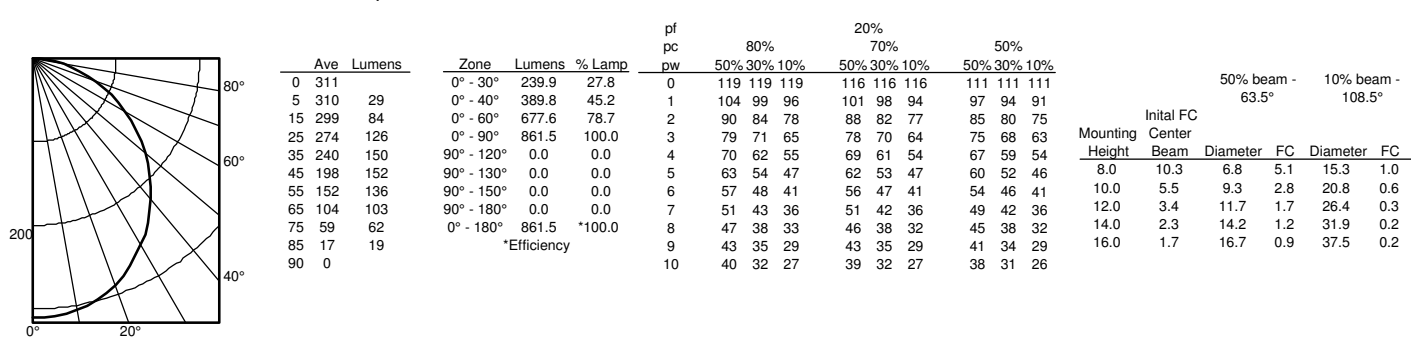 80°
60°
40°
200
0° 20°
Ave Lumens
0 311
5 310 29
15 299 84
25 274 126
35 240 150
45 198 152
55 152 136
65 104 103
75 59 62
85 17 19
90 0
Zone Lumens % Lamp
0° - 30° 239.9 27.8
0° - 40° 389.8 45.2
0° - 60° 677.6 78.7
0° - 90° 861.5 100.0
90° - 120° 0.0 0.0
90° - 130° 0.0 0.0
90° - 150° 0.0 0.0
90° - 180° 0.0 0.0
0° - 180° 861.5 *100.0
*Efficiency
pf 20%
pc 80% 70% 50%
pw 50% 30% 10% 50% 30% 10% 50% 30% 10%
0 119 119 119 116 116 116 111 111 111
1 104 99 96 101 98 94 97 94 91
2 90 84 78 88 82 77 85 80 75
3 79 71 65 78 70 64 75 68 63
4 70 62 55 69 61 54 67 59 54
5 63 54 47 62 53 47 60 52 46
6 57 48 41 56 47 41 54 46 41
7 51 43 36 51 42 36 49 42 36
8 47 38 33 46 38 32 45 38 32
9 43 35 29 43 35 29 41 34 29
10 40 32 27 39 32 27 38 31 26
50% beam - 10% beam -
63.5° 108.5°
Inital FC
Mounting Center
Height Beam Diameter FC Diameter FC
8.0 10.3 6.8 5.1 15.3 1.0
10.0 5.5 9.3 2.8 20.8 0.6
12.0 3.4 11.7 1.7 26.4 0.3
14.0 2.3 14.2 1.2 31.9 0.2
16.0 1.7 16.7 0.9 37.5 0.2